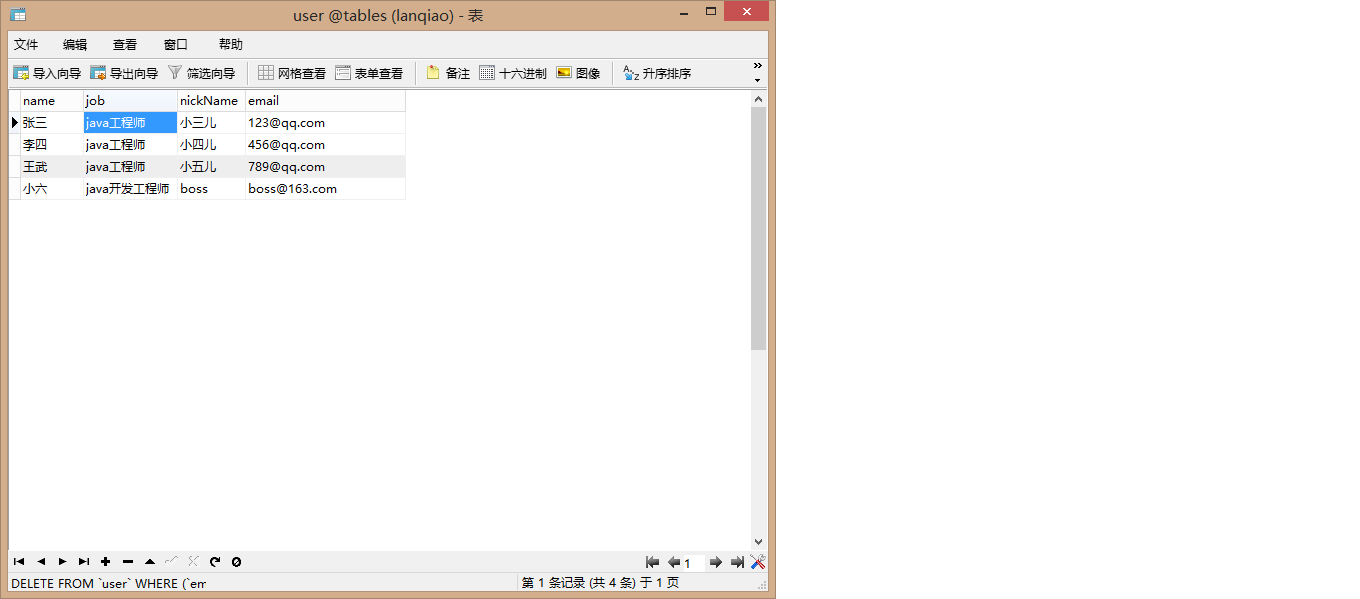 user @tables (lanqiao) - 表
文件 编辑 查看 窗口 帮助
导入向导 导出向导 筛选向导 网格查看 表单查看 备注 十六进制 图像 升序排序
name job nickName email
张三 java工程师 小三儿 123@qq.com
李四 java工程师 小四儿 456@qq.com
王武 java工程师 小五儿 789@qq.com
小六 java开发工程师 boss boss@163.com
1
DELETE FROM `user` WHERE (`em 第 1 条记录 (共 4 条) 于 1 页